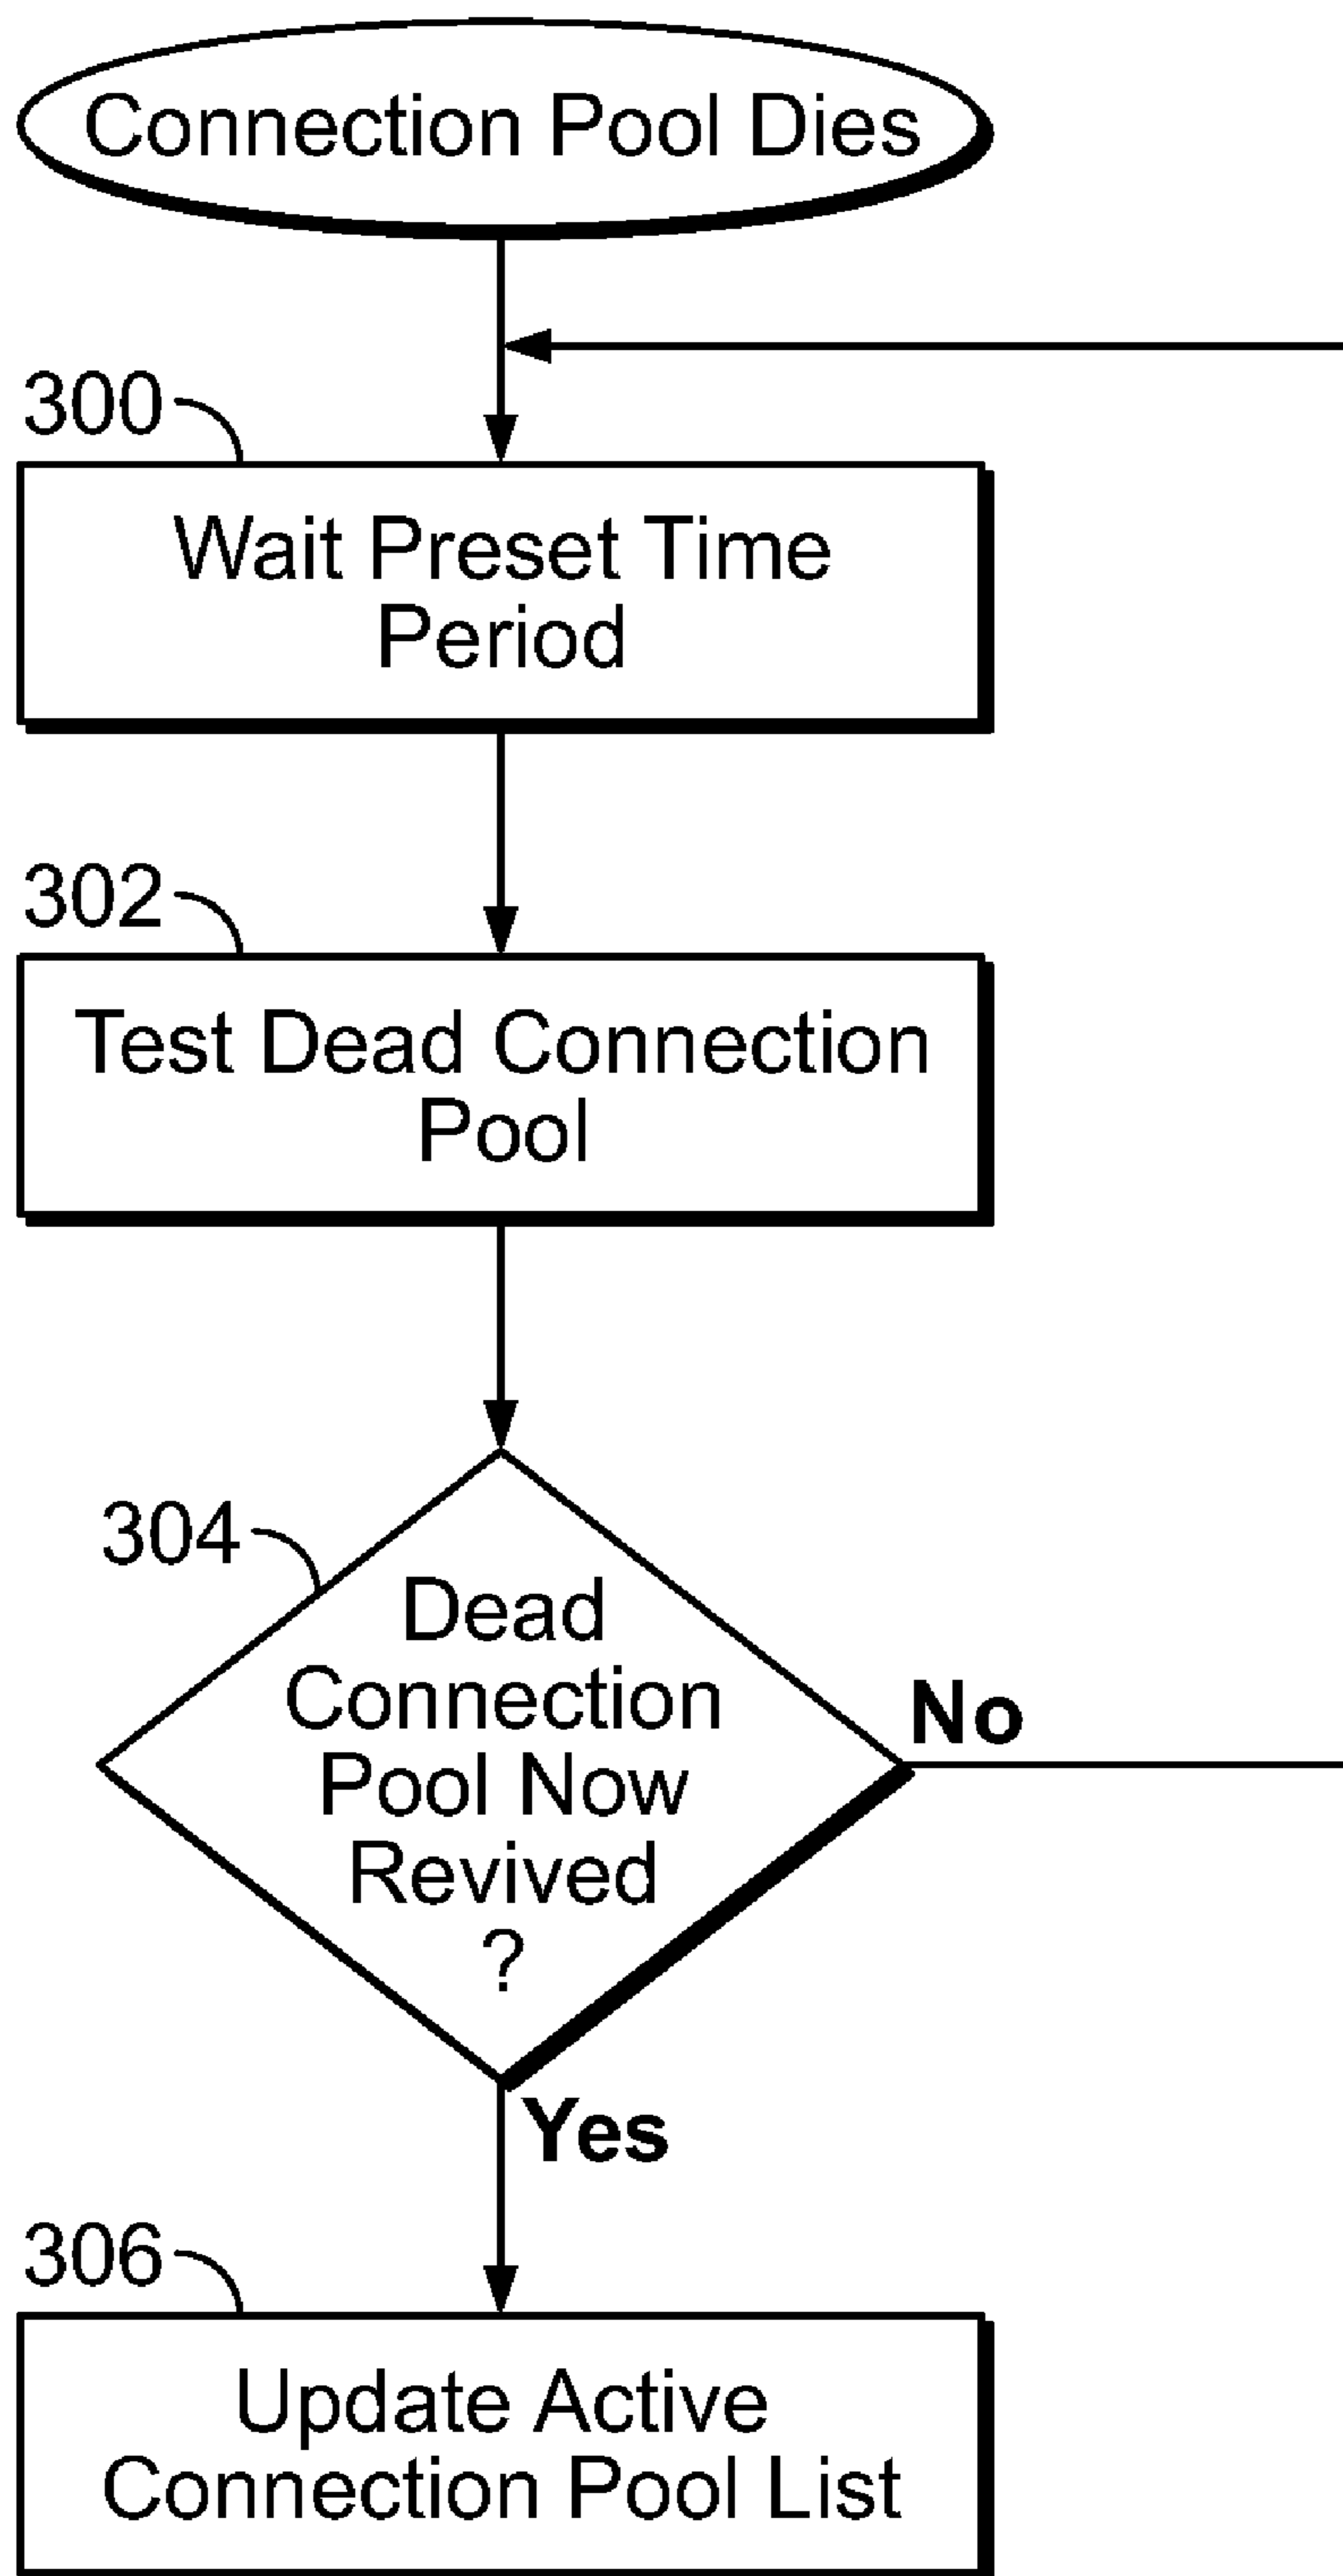 Connection Pool Dies
300
Wait Preset Time
Period
302
Test Dead Connection
Pool
304
Dead
Connection
Pool Now
Revived
?
No
Yes
306
Update Active
Connection Pool List